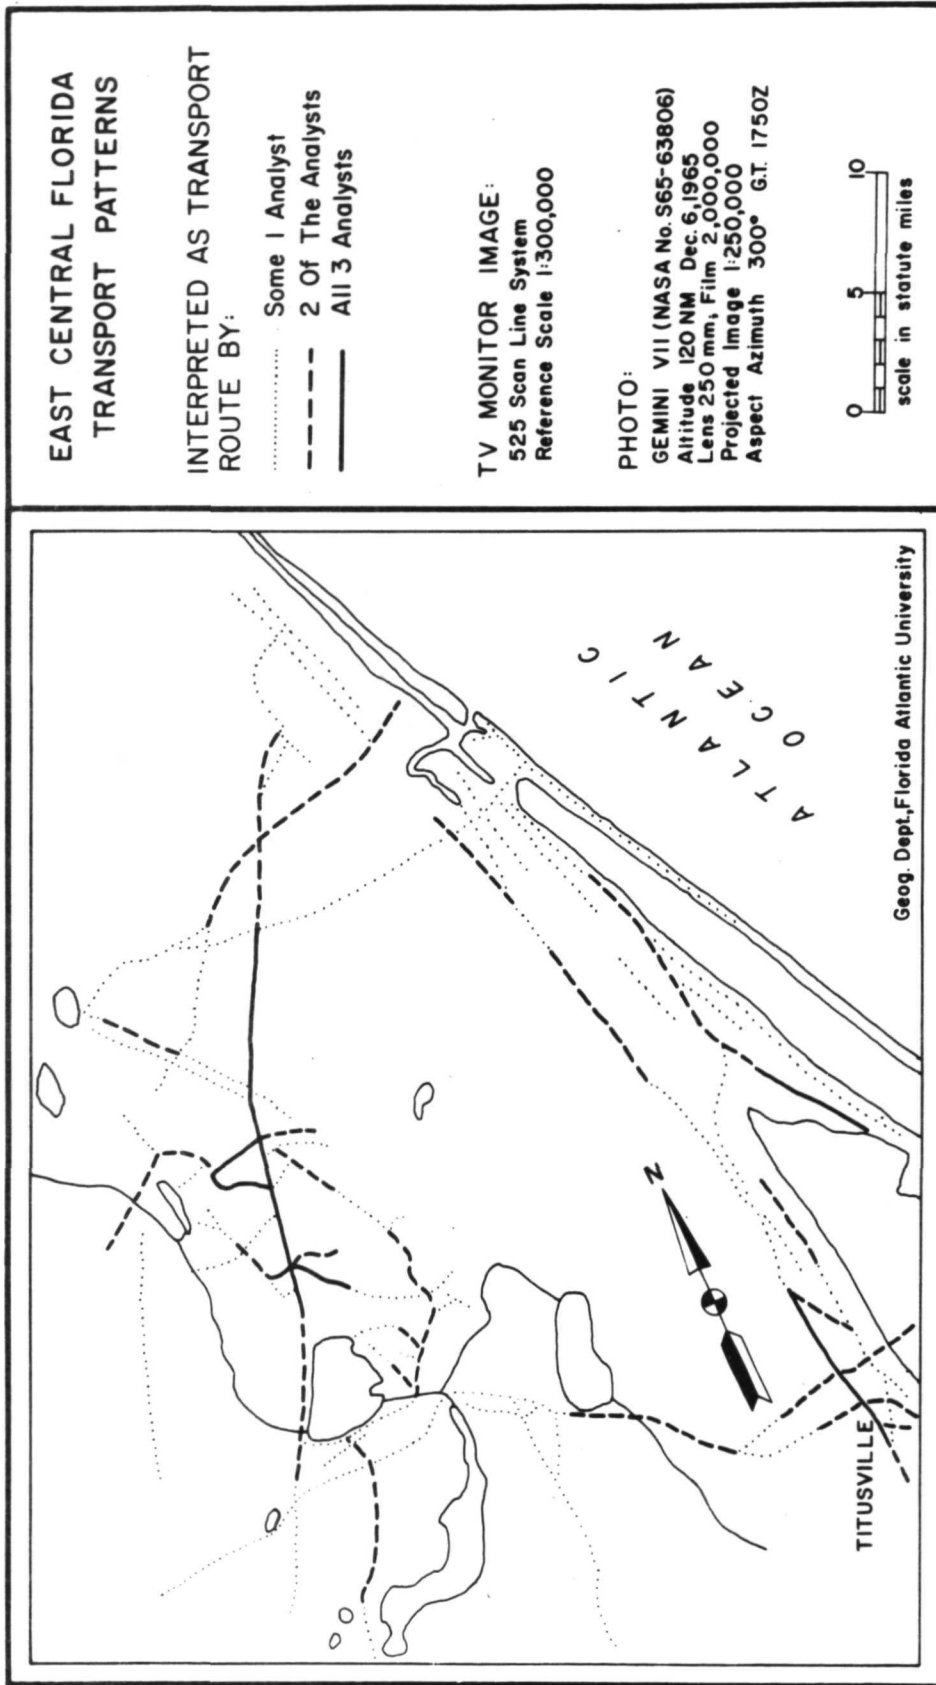 EAST CENTRAL FLORIDA
TRANSPORT PATTERNS
INTERPRETED AS TRANSPORT
ROUTE BY:
Some 1 Analyst
2 Of The Analysts
All 3 Analysts
TV MONITOR IMAGE:
525 Scan Line System
Reference Scale 1:300,000
PHOTO:
GEMINI VII (NASA No. S65-63806)
Altitude 120 NM Dec. 6, 1965
Lens 250 mm; Film 2,000,000
Projected Image 1:250,000
Aspect Azimuth 300° G.T. 1750Z
0 5 10
scale in statute miles
ATLANTIC
OCEAN
N
TITUSVILLE
Geog. Dept., Florida Atlantic University